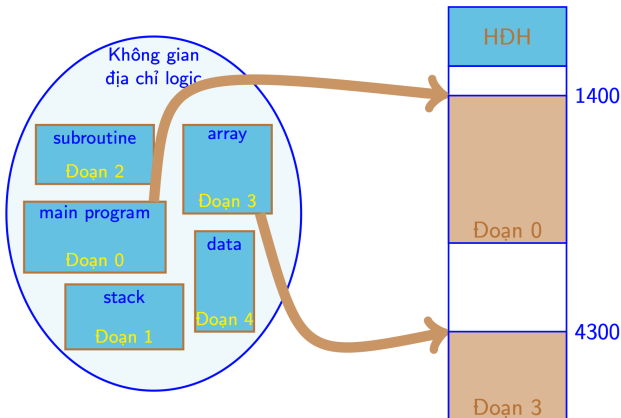 Không gian
địa chỉ logic
subroutine
Đoạn 2
array
Đoạn 3
main program
Đoạn 0
data
Đoạn 4
stack
Đoạn 1
HĐH
1400
Đoạn 0
4300
Đoạn 3